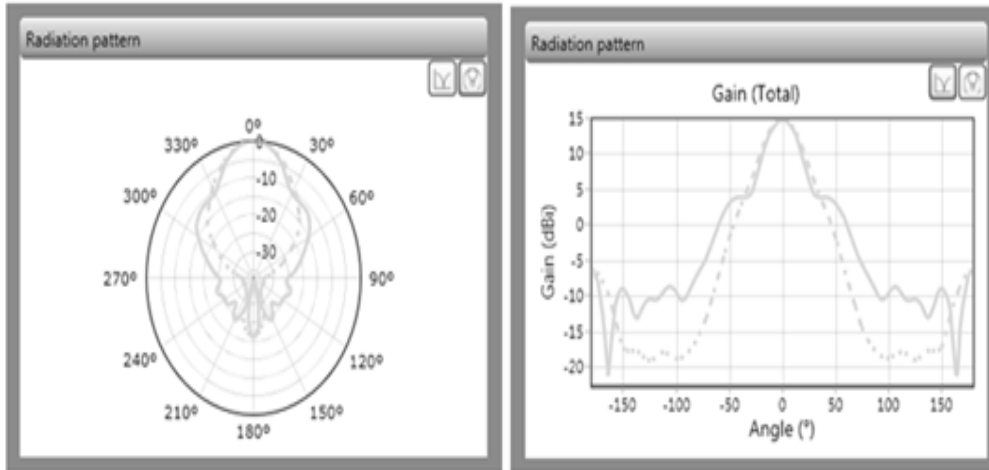 Radiation pattern
0º
330º
30º
0
-10
300º
60º
-20
-30
270º
90º
240º
120º
210º
150º
180º
Radiation pattern
Gain (Total)
15
10
5
0
-5
-10
-15
-20
Gain (dBi)
-150 -100 -50 0 50 100 150
Angle (º)